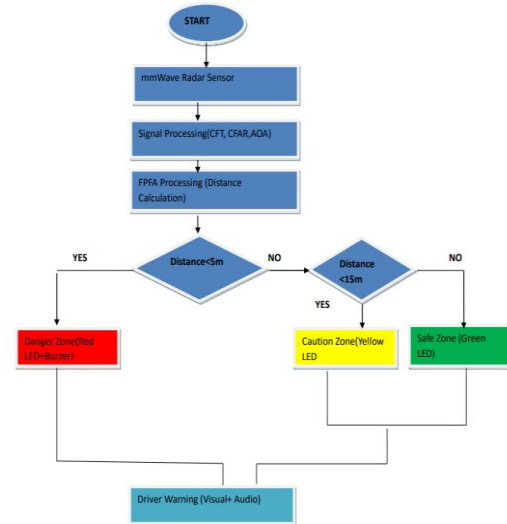 START
mmWave Radar Sensor
Signal Processing(CFT, CFAR,AOA)
FPFA Processing (Distance
Calculation)
Distance<5m
YES
NO
Distance
<15m
NO
YES
Danger Zone(Red
LED+Buzzer)
Caution Zone(Yellow
LED
Safe Zone (Green
LED)
Driver Warning (Visual+ Audio)